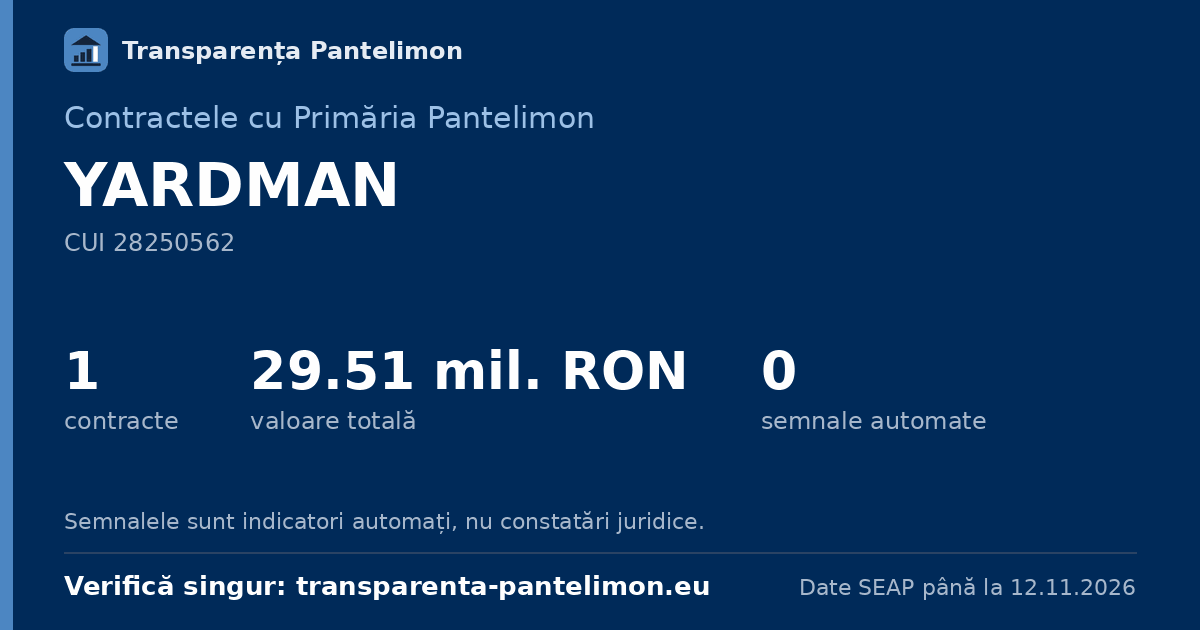 Transparența Pantelimon
Contractele cu Primăria Pantelimon
YARDMAN
CUI 28250562
1 29.51 mil. RON 0
contracte valoare totală semnale automate
Semnalele sunt indicatori automați, nu constatări juridice.
Verifică singur: transparenta-pantelimon.eu Date SEAP până la 12.11.2026